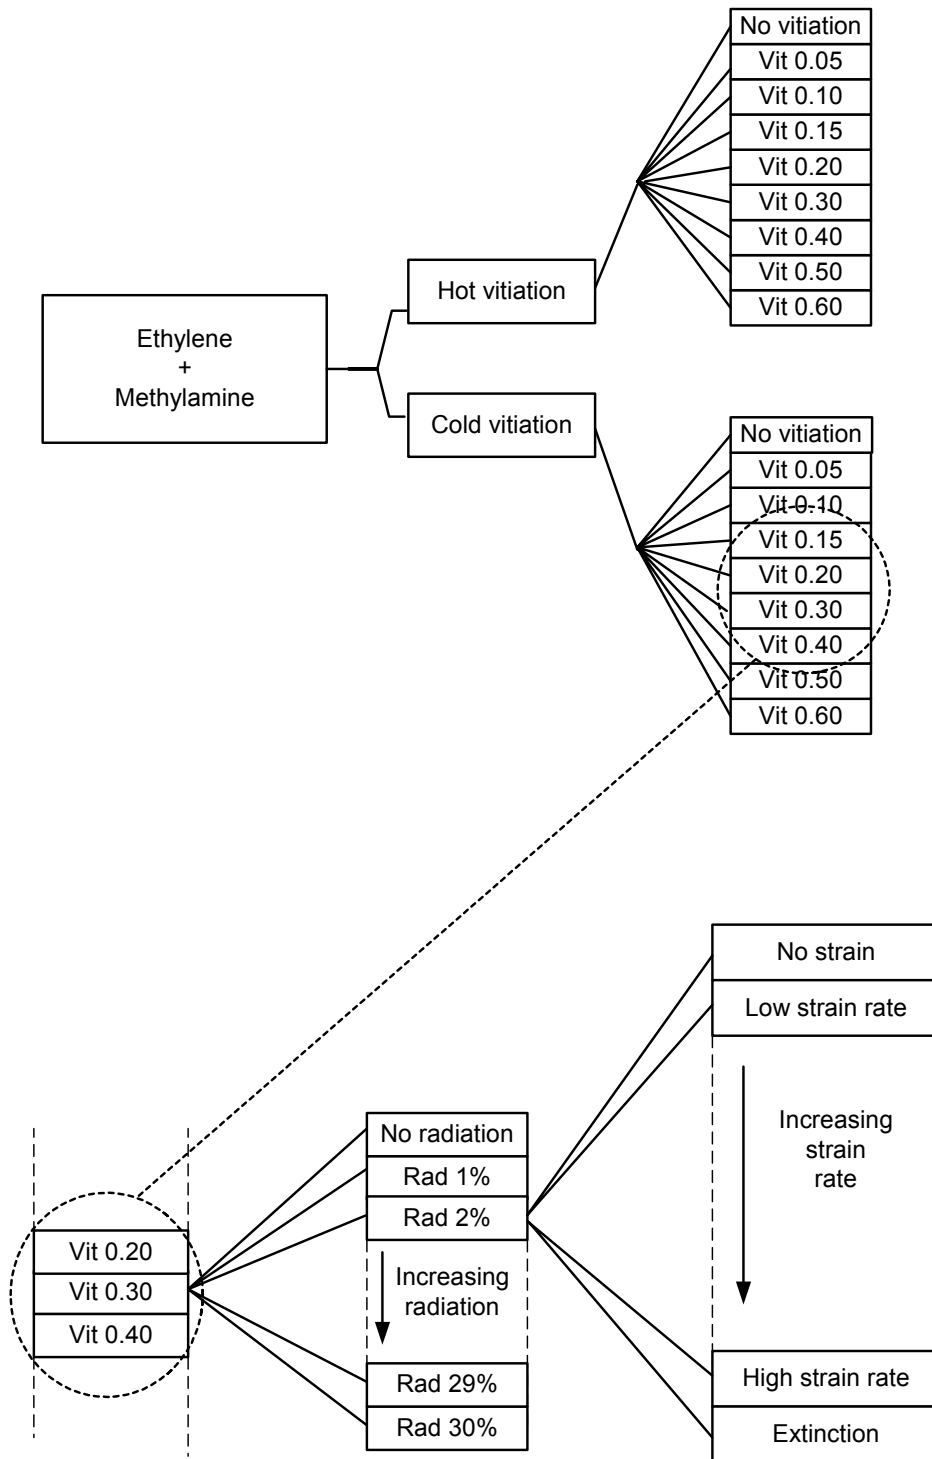 No vitiation
Vit 0.05
Vit 0.10
Vit 0.15
Vit 0.20
Vit 0.30
Vit 0.40
Vit 0.50
Vit 0.60
Hot vitiation
Ethylene
+
Methylamine
Cold vitiation
No vitiation
Vit 0.05
Vit 0.10
Vit 0.15
Vit 0.20
Vit 0.30
Vit 0.40
Vit 0.50
Vit 0.60
Vit 0.20
Vit 0.30
Vit 0.40
No radiation
Rad 1%
Rad 2%
Increasing
radiation
Rad 29%
Rad 30%
No strain
Low strain rate
Increasing
strain
rate
High strain rate
Extinction